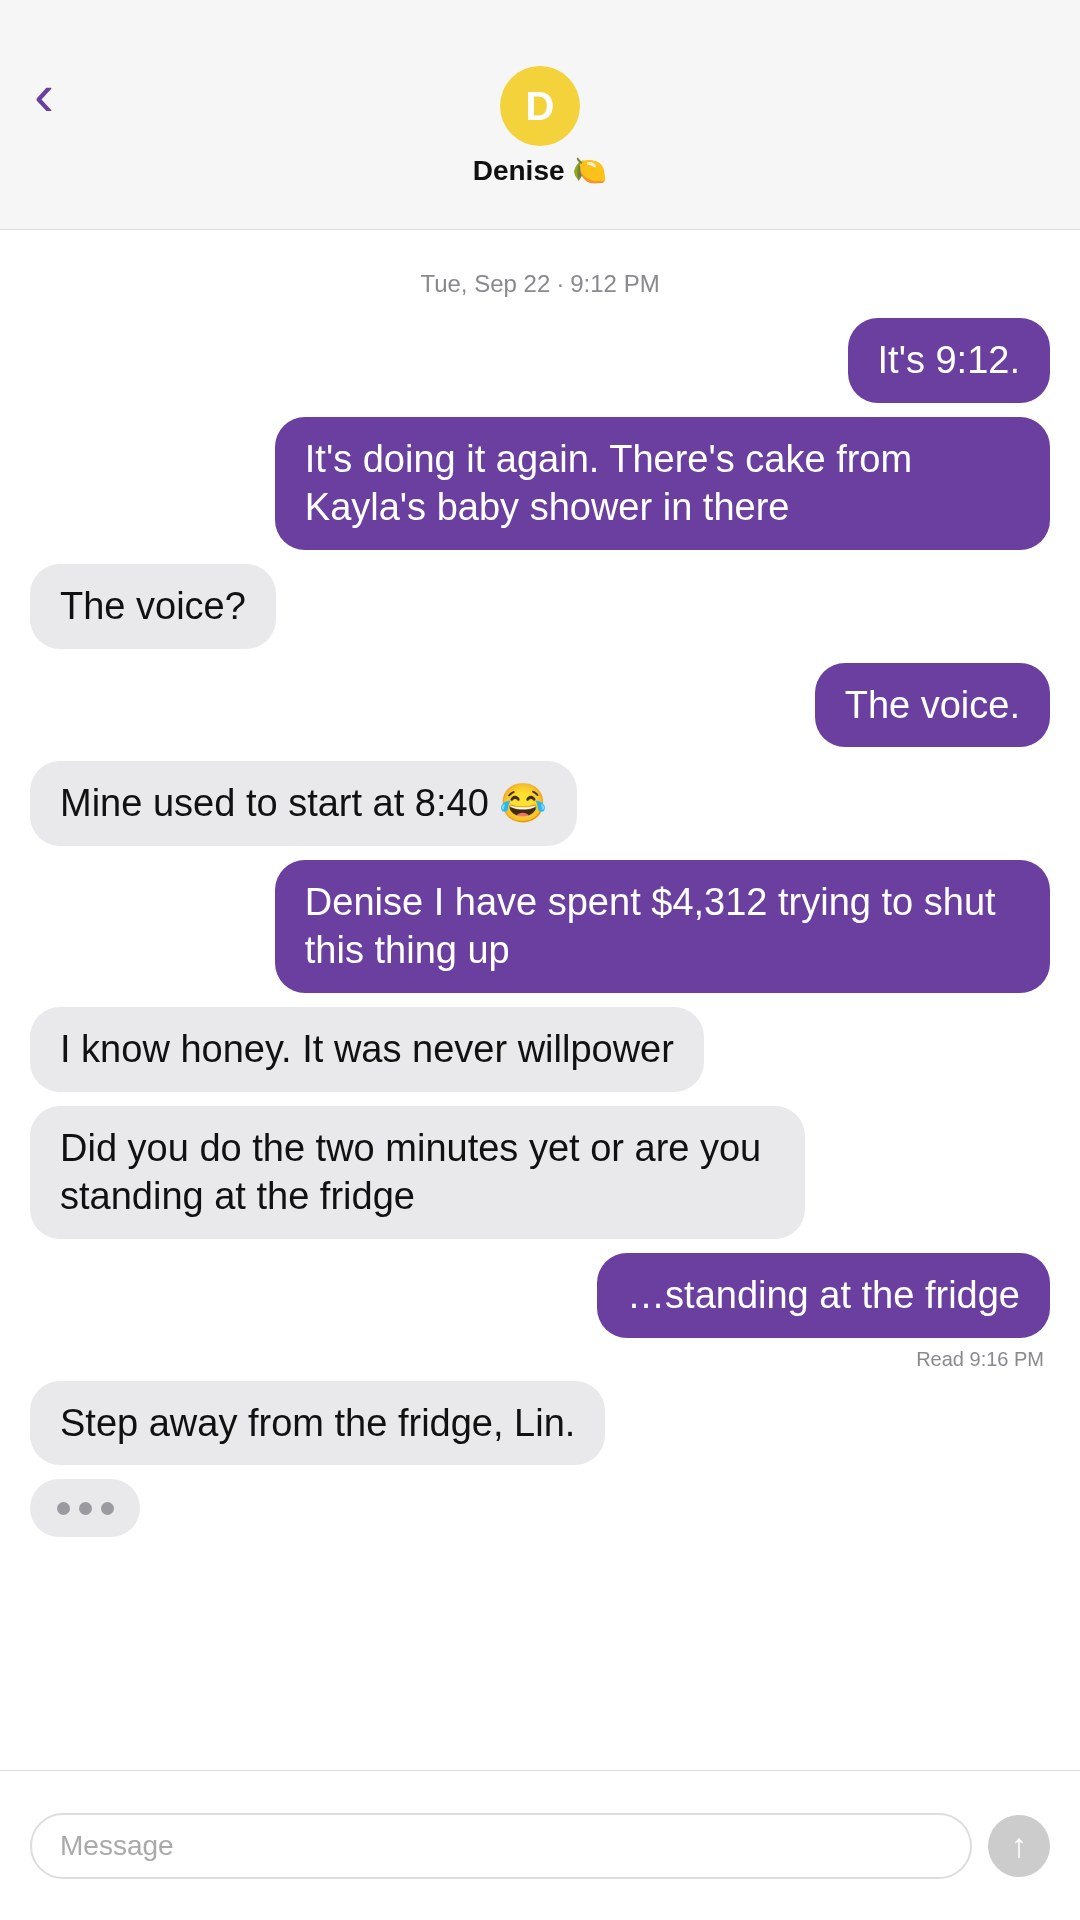 ‹
D
Denise 🍋
Tue, Sep 22 · 9:12 PM
It's 9:12.
It's doing it again. There's cake from
Kayla's baby shower in there
The voice?
The voice.
Mine used to start at 8:40 😂
Denise I have spent $4,312 trying to shut
this thing up
I know honey. It was never willpower
Did you do the two minutes yet or are you
standing at the fridge
…standing at the fridge
Read 9:16 PM
Step away from the fridge, Lin.
Message
↑